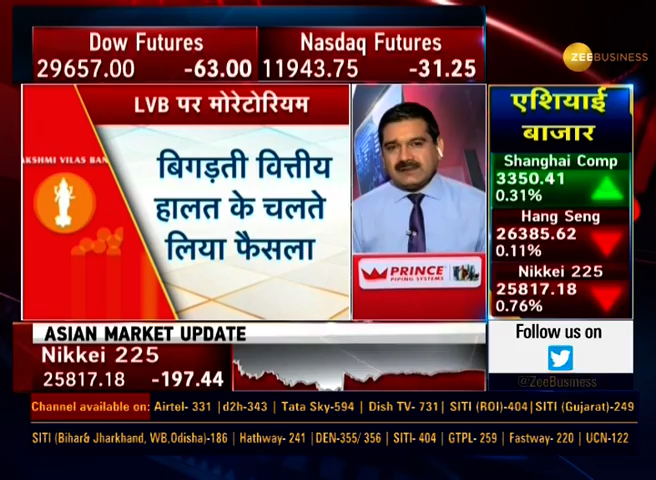 Dow Futures
29657.00 -63.00
Nasdaq Futures
11943.75 -31.25
ZEEBUSINESS
LVB पर मोरेटोरियम
AKSHMI VILAS BAN
बिगड़ती वित्तीय
हालत के चलते
लिया फैसला
PRINCE
PIPING SYSTEMS
एशियाई
बाजार
Shanghai Comp
3350.41
0.31%
Hang Seng
26385.62
0.11%
Nikkei 225
25817.18
0.76%
ASIAN MARKET UPDATE
Nikkei 225
25817.18 -197.44
Follow us on
@ZeeBusiness
Channel available on: Airtel- 331 |d2h-343 | Tata Sky-594 | Dish TV- 731| SITI (ROI)-404|SITI (Gujarat)-249
SITI (Bihar& Jharkhand, WB,Odisha)-186 | Hathway- 241 |DEN-355/ 356 | SITI- 404 | GTPL- 259 | Fastway- 220 | UCN-122